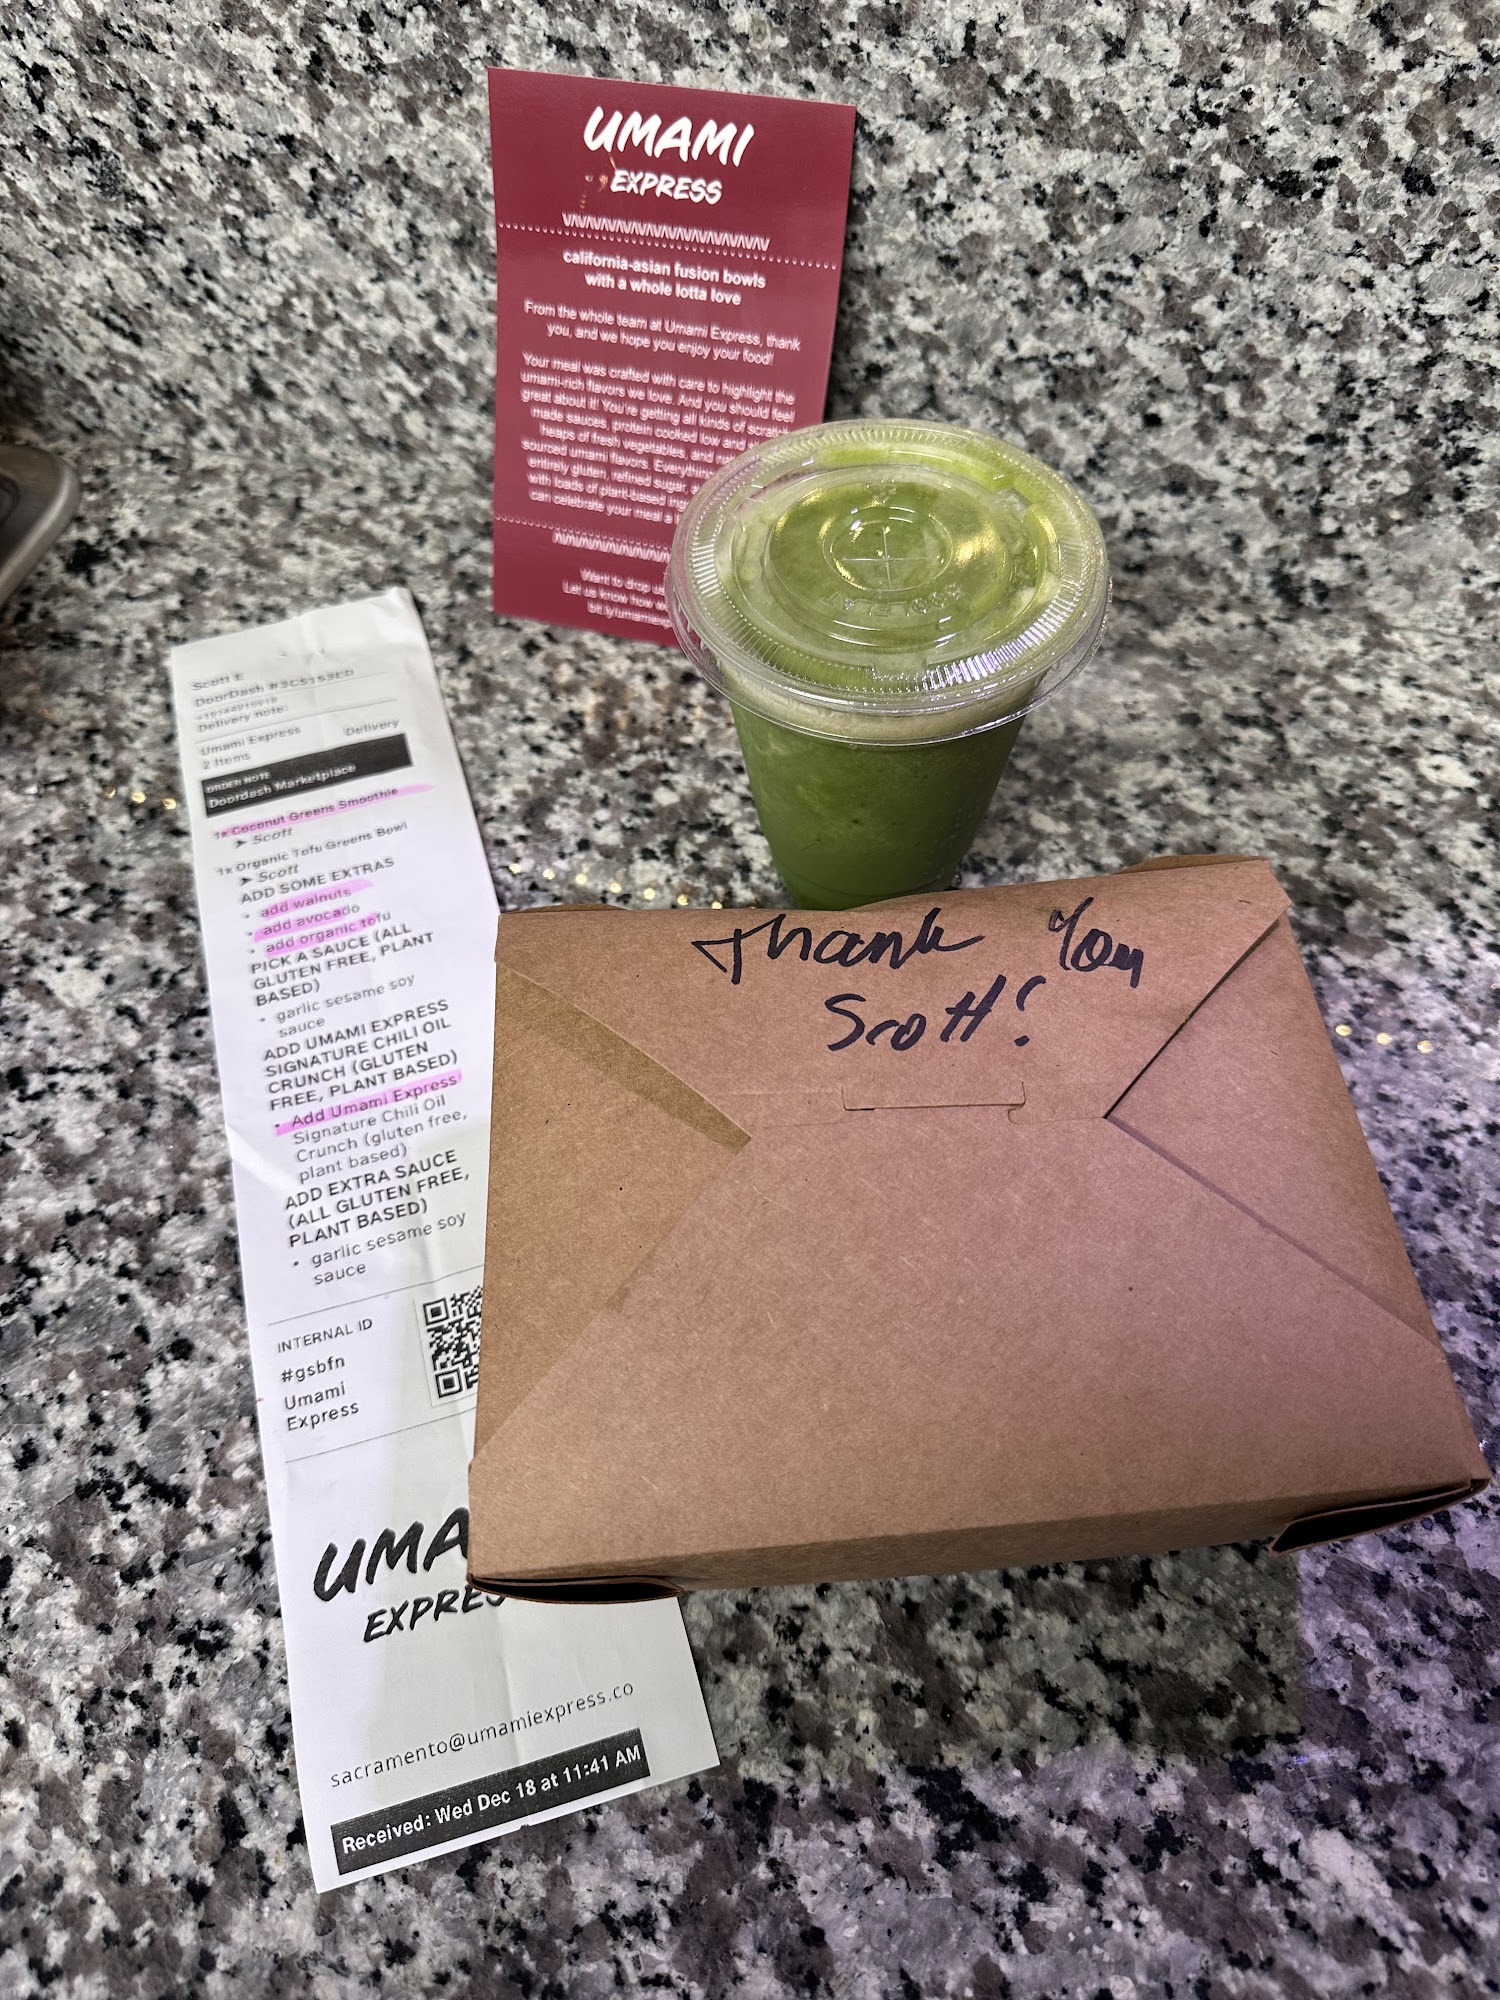 UMAMI
EXPRESS
california-asian fusion bowls
with a whole lotta love
From the whole team at Umami Express, thank
you, and we hope you enjoy your food!
Your meal was crafted with care to highlight the
umami-rich flavors we love. And you should feel
great about it! You're getting all kinds of scratch
made sauces, protein cooked low and
heaps of fresh vegetables, and
sourced umami flavors. Everything
entirely gluten, refined sugar,
with loads of plant-based
can celebrate your meal
Want to drop
Let us know how
Scott E
DoorDash #3C5153ED
Delivery note:
Umami Express Delivery
2 Items
ORDER NOTE
Doordash Marketplace
1x Coconut Greens Smoothie
➤ Scott
1x Organic Tofu Greens Bowl
➤ Scott
ADD SOME EXTRAS
• add walnuts
• add avocado
• add organic tofu
PICK A SAUCE (ALL
GLUTEN FREE, PLANT
BASED)
• garlic sesame soy
sauce
ADD UMAMI EXPRESS
SIGNATURE CHILI OIL
CRUNCH (GLUTEN
FREE, PLANT BASED)
• Add Umami Express
Signature Chili Oil
Crunch (gluten free,
plant based)
ADD EXTRA SAUCE
(ALL GLUTEN FREE,
PLANT BASED)
• garlic sesame soy
sauce
INTERNAL ID
#gsbfn
Umami
Express
UMA
EXPRES
sacramento@umamiexpress.co
Received: Wed Dec 18 at 11:41 AM
Thank You
Scott!